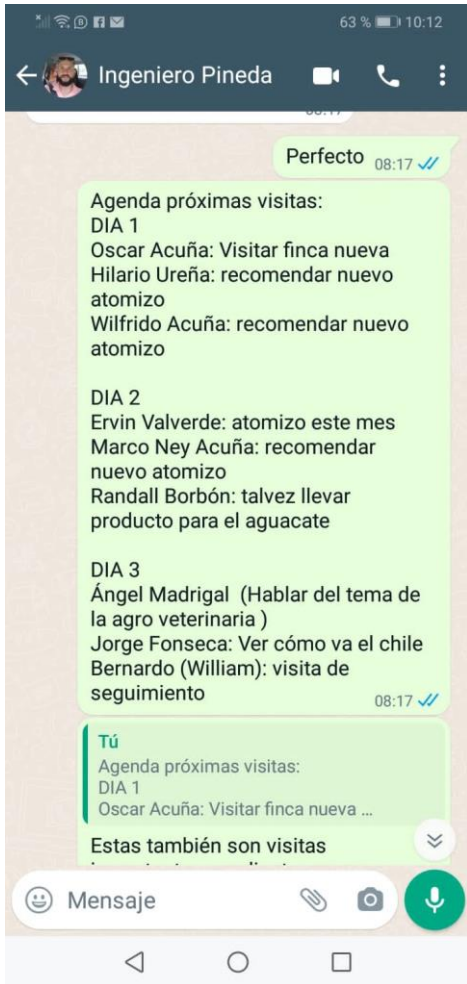 63 % 10:12
Ingeniero Pineda
Perfecto 08:17
Agenda próximas visitas:
DIA 1
Oscar Acuña: Visitar finca nueva
Hilario Ureña: recomendar nuevo
atomizo
Wilfrido Acuña: recomendar nuevo
atomizo
DIA 2
Ervin Valverde: atomizo este mes
Marco Ney Acuña: recomendar
nuevo atomizo
Randall Borbón: talvez llevar
producto para el aguacate
DIA 3
Ángel Madrigal (Hablar del tema de
la agro veterinaria )
Jorge Fonseca: Ver cómo va el chile
Bernardo (William): visita de
seguimiento
08:17
Tú
Agenda próximas visitas:
DIA 1
Oscar Acuña: Visitar finca nueva ...
Estas también son visitas
Mensaje